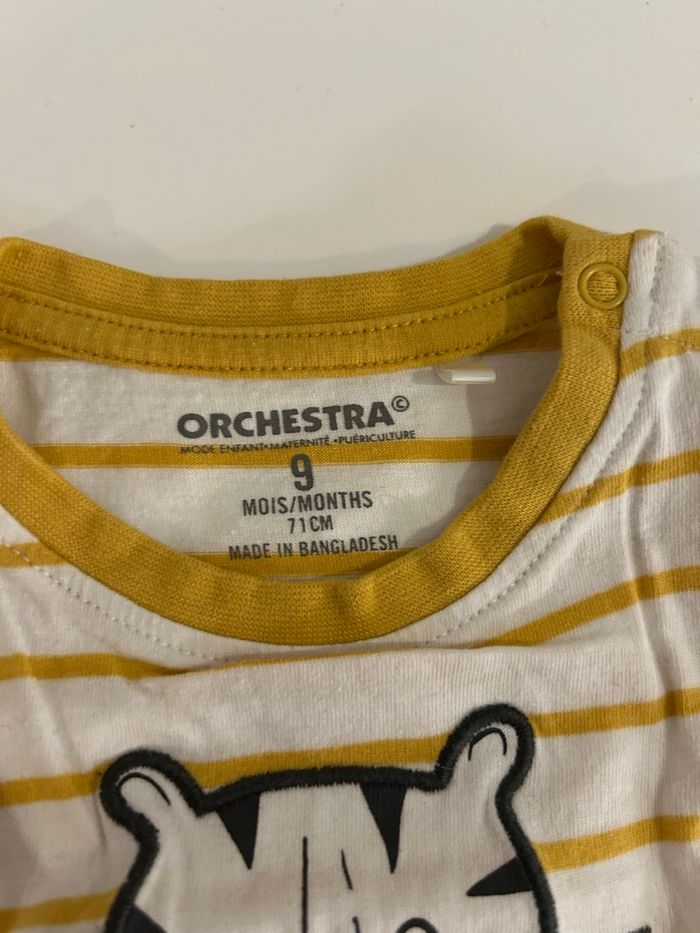 ORCHESTRA©
MODE ENFANT•MATERNITÉ•PUÉRICULTURE
9
MOIS/MONTHS
71CM
MADE IN BANGLADESH